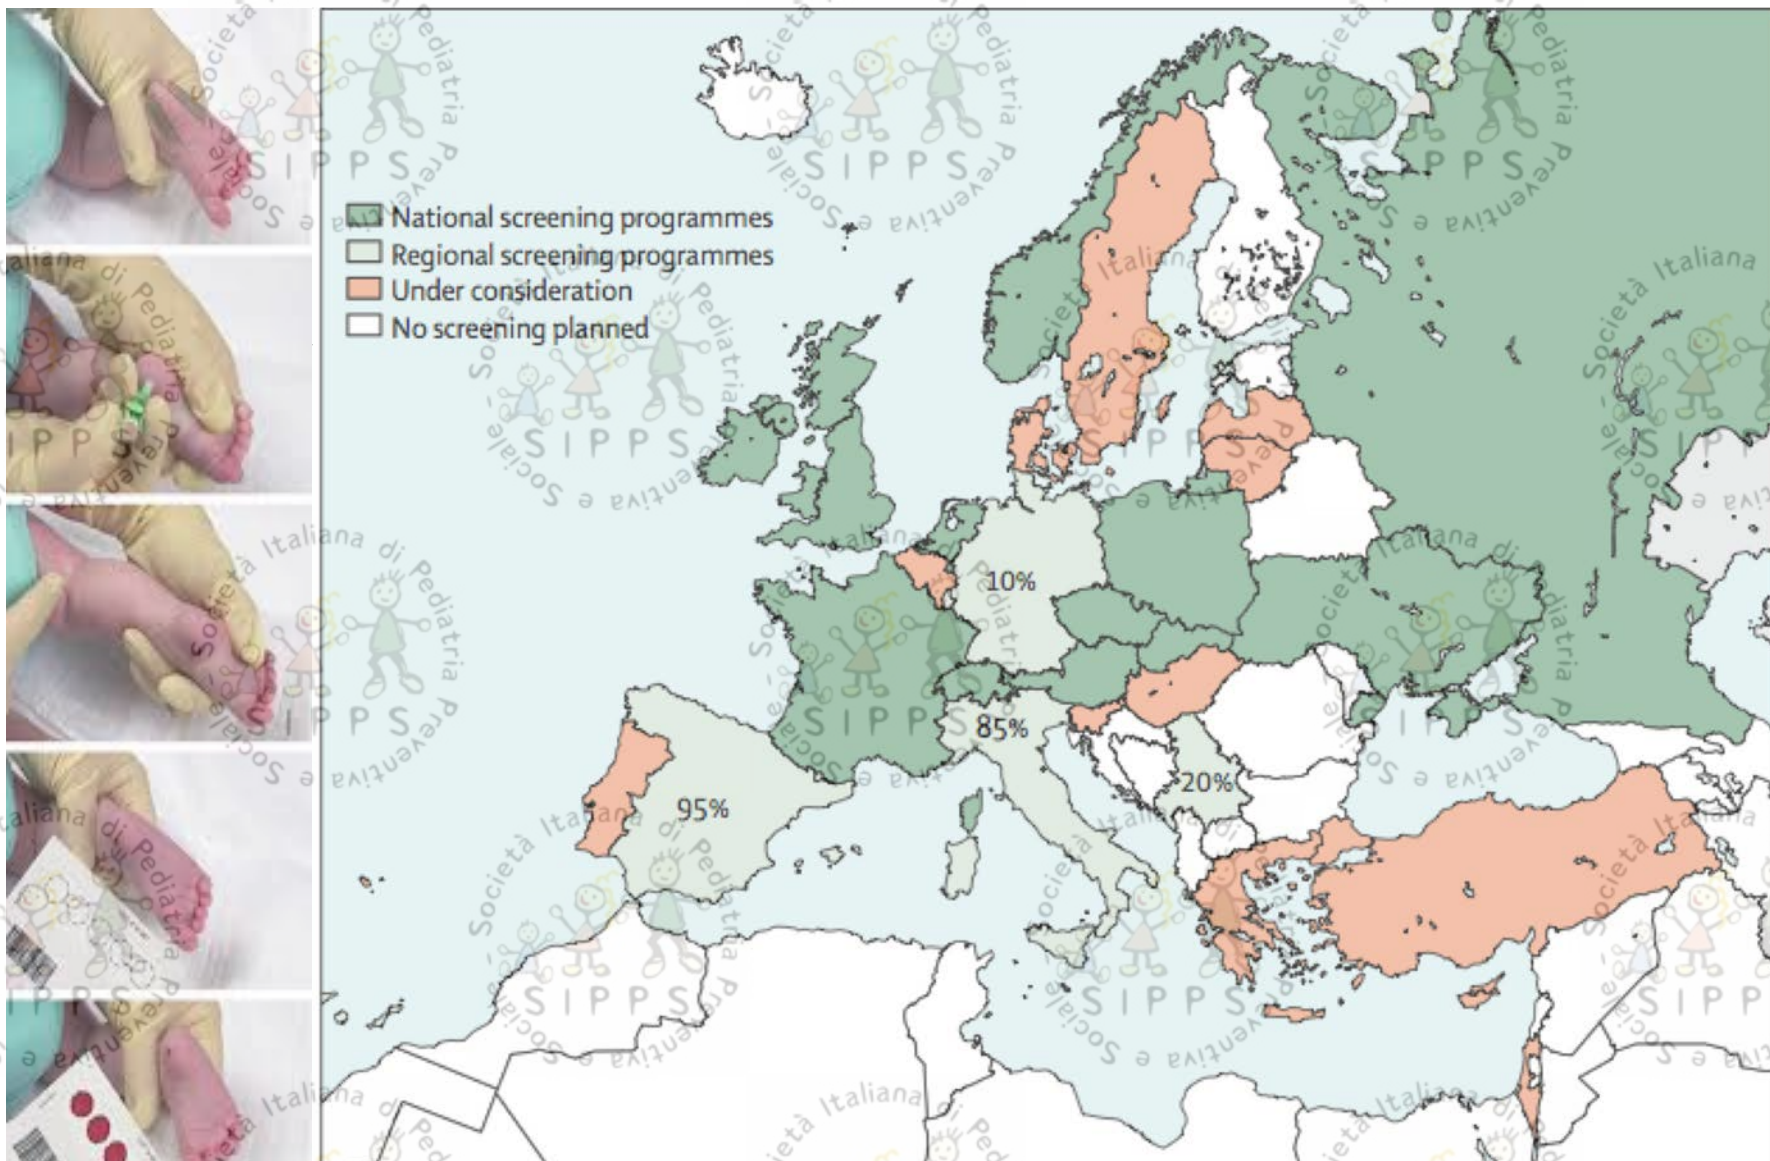 National screening programmes
Regional screening programmes
Under consideration
No screening planned
10%
85%
20%
95%
Società Italiana di Pediatria Preventiva e Sociale
SIPPS